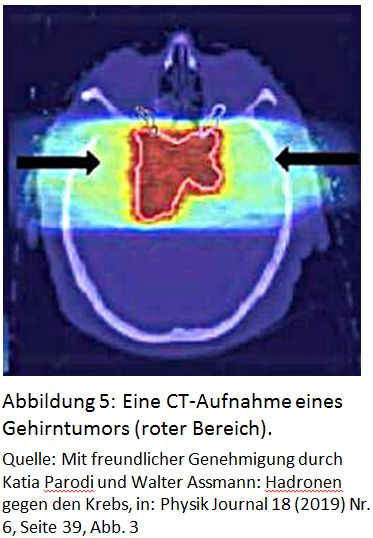 Abbildung 5: Eine CT-Aufnahme eines
Gehirntumors (roter Bereich).
Quelle: Mit freundlicher Genehmigung durch
Katia Parodi und Walter Assmann: Hadronen
gegen den Krebs, in: Physik Journal 18 (2019) Nr.
6, Seite 39, Abb. 3